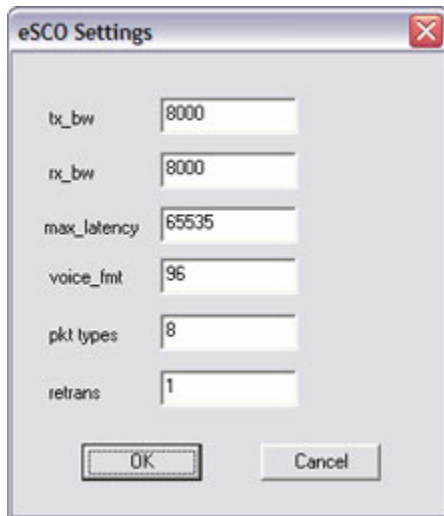 eSCO Settings
tx_bw 8000
rx_bw 8000
max_latency 65535
voice_fmt 96
pkt types 8
retrans 1
OK Cancel